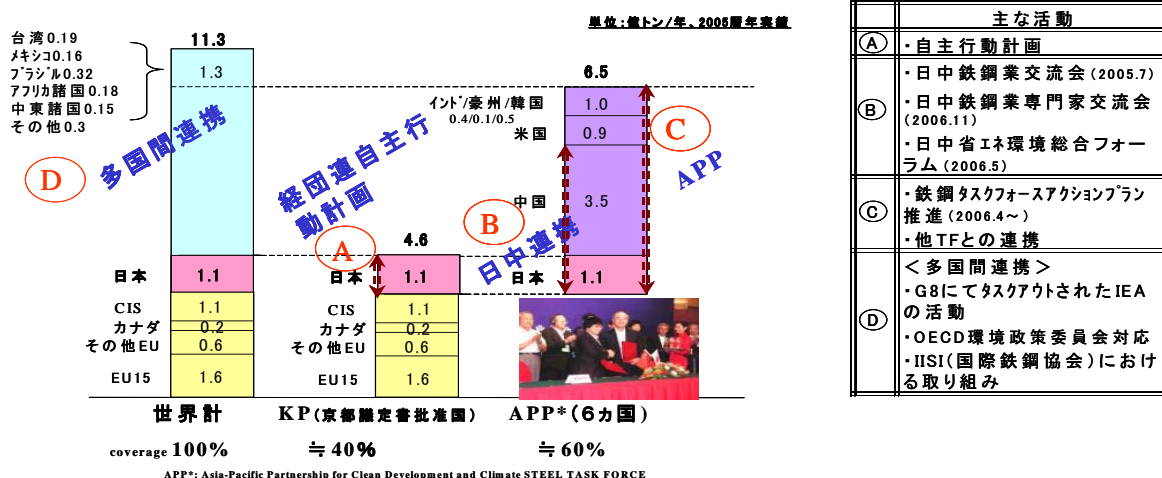 単位:億トン/年、2005暦年実績
台湾0.19
ﾒｷｼｺ0.16
ﾌﾞﾗｼﾞﾙ0.32
ｱﾌﾘｶ諸国0.18
中東諸国0.15
その他0.3
11.3
1.3
D
多国間連携
日本
1.1
CIS
1.1
カナダ
0.2
その他EU
0.6
EU15
1.6
世界計
経団連自主行
動計画
A
4.6
日本
1.1
CIS
1.1
カナダ
0.2
その他EU
0.6
EU15
1.6
KP(京都議定書批准国)
6.5
ｲﾝﾄﾞ/豪州/韓国
0.4/0.1/0.5
1.0
米国
0.9
中国
3.5
日本
1.1
B
日中連携
C
APP
APP*(6ヵ国)
coverage 100%
≒40%
≒60%
APP*: Asia-Pacific Partnership for Clean Development and Climate STEEL TASK FORCE
主な活動
A
・自主行動計画
B
・日中鉄鋼業交流会(2005.7)
・日中鉄鋼業専門家交流会
(2006.11)
・日中省ｴﾈ環境総合フォー
ラム(2006.5)
C
・鉄鋼ﾀｽｸﾌｫｰｽｱｸｼｮﾝﾌﾟﾗﾝ
推進(2006.4～)
・他TFとの連携
D
＜多国間連携＞
・G8にてﾀｽｸｱｳﾄされたIEA
の活動
・OECD環境政策委員会対応
・IISI(国際鉄鋼協会)におけ
る取り組み